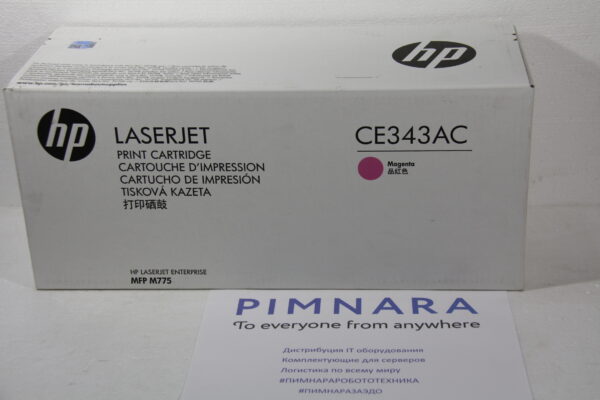 hp
hp
LASERJET
PRINT CARTRIDGE
CARTOUCHE D'IMPRESSION
CARTUCHO DE IMPRESIÓN
TISKOVÁ KAZETA
打印硒鼓
CE343AC
Magenta
品红色
HP LASERJET ENTERPRISE
MFP M775
PIMNARA
To everyone from anywhere
Дистрибуция IT оборудования
Комплектующие для серверов
Логистика по всему миру
#ПИМНАРАРОБОТОТЕХНИКА
#ПИМНАРАЗАЭДО